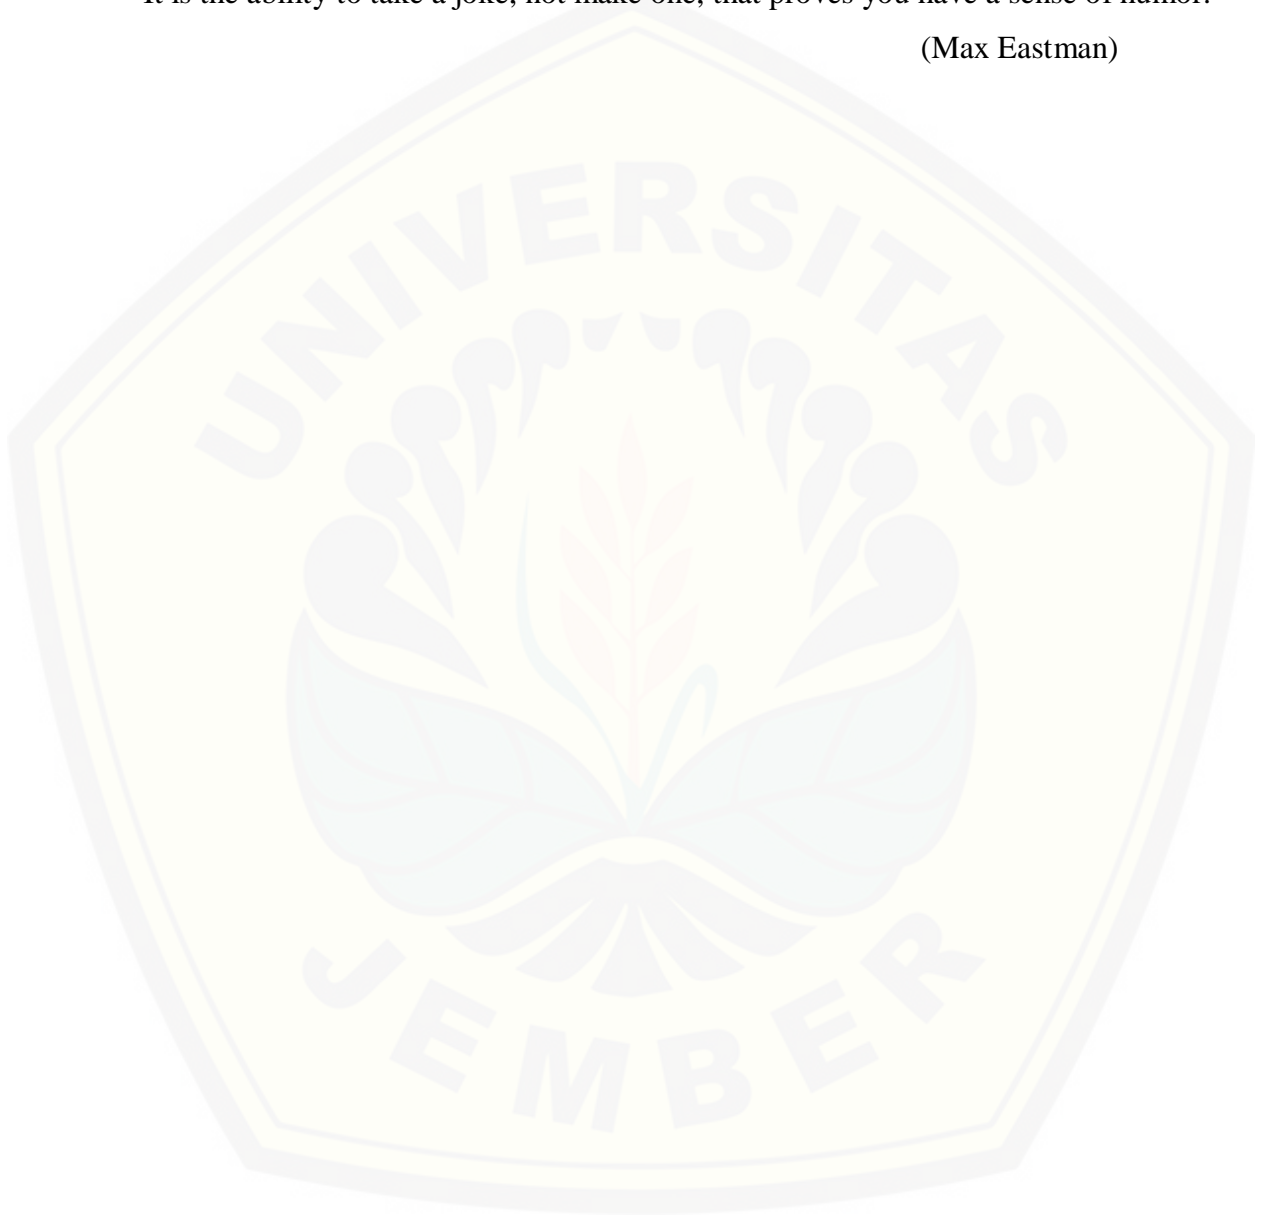 It is the ability to take a joke, not make one, that proves you have a sense of humor.
(Max Eastman)
UNIVERSITAS
JEMBER